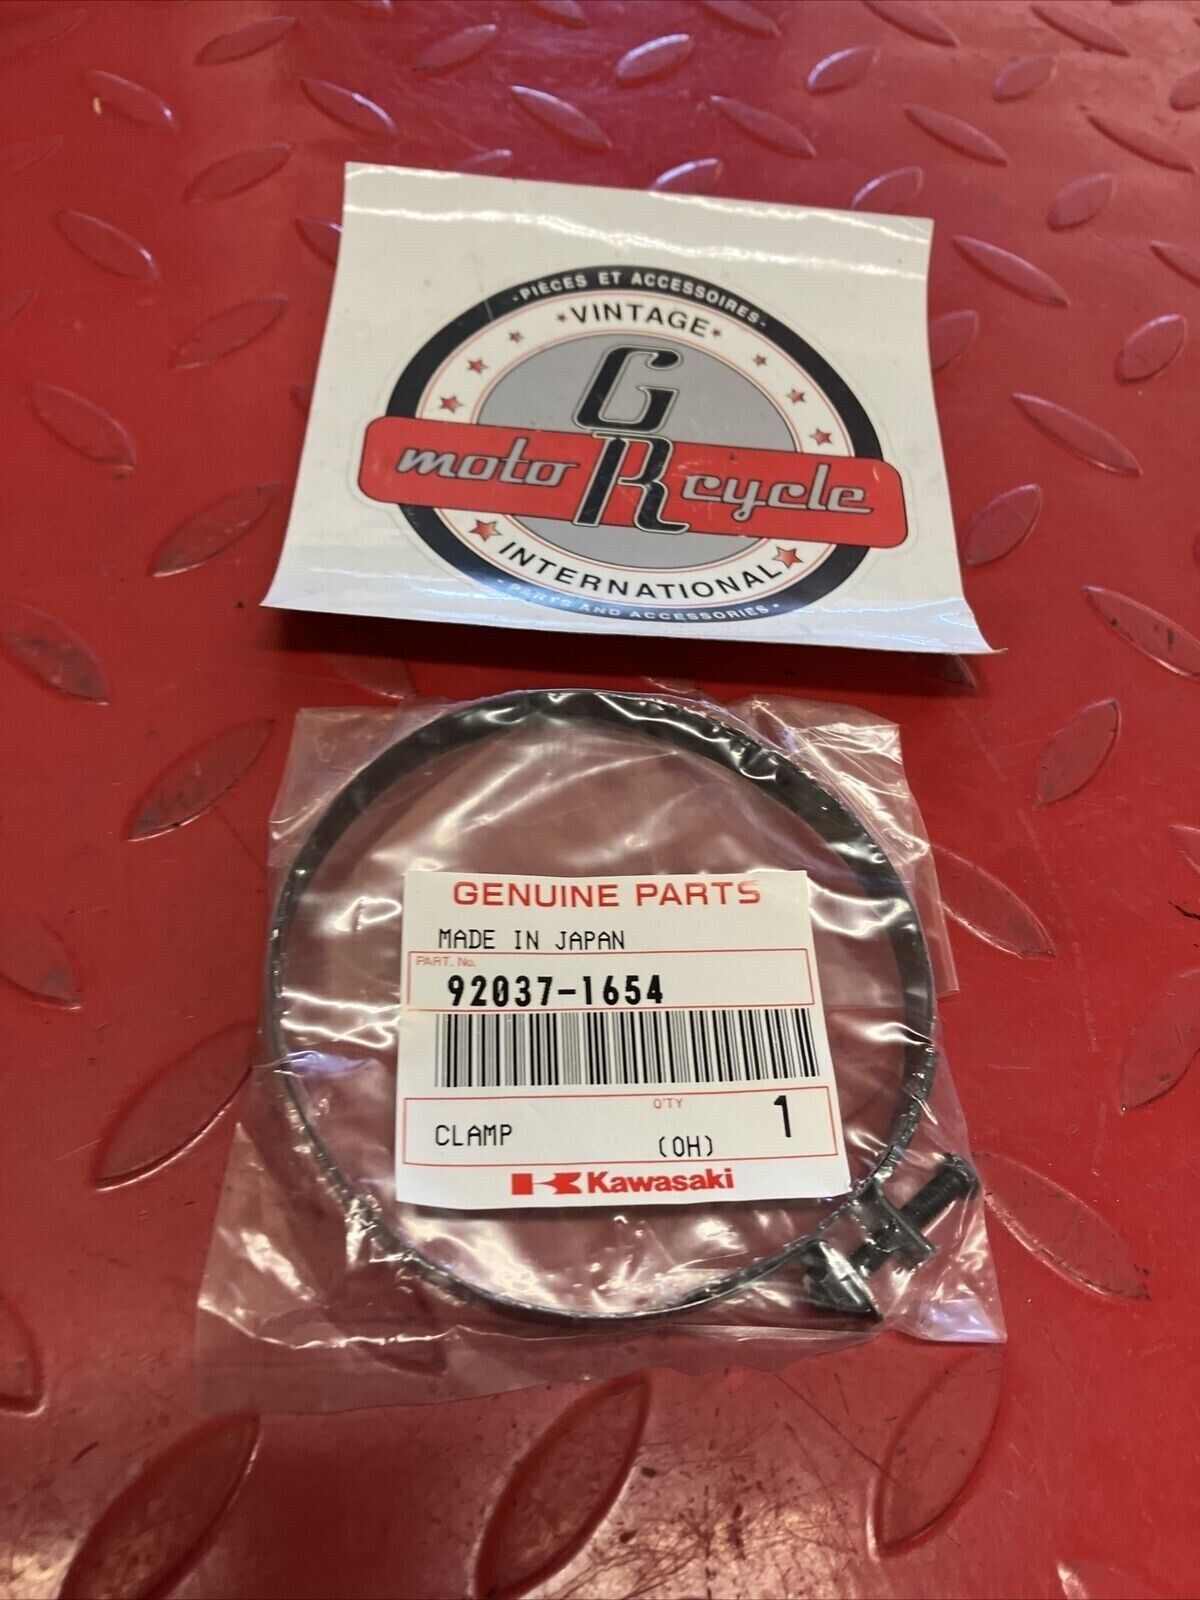 -PIÈCES ET ACCESSOIRES-
VINTAGE
GR
moto cycle
INTERNATIONAL
PARTS AND ACCESSORIES
GENUINE PARTS
MADE IN JAPAN
PART. No.
92037-1654
Q'TY 1
CLAMP (OH)
Kawasaki